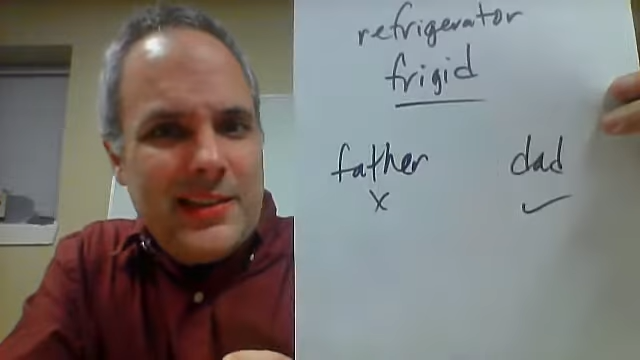 refrigerator
frigid
father dad
x ✓